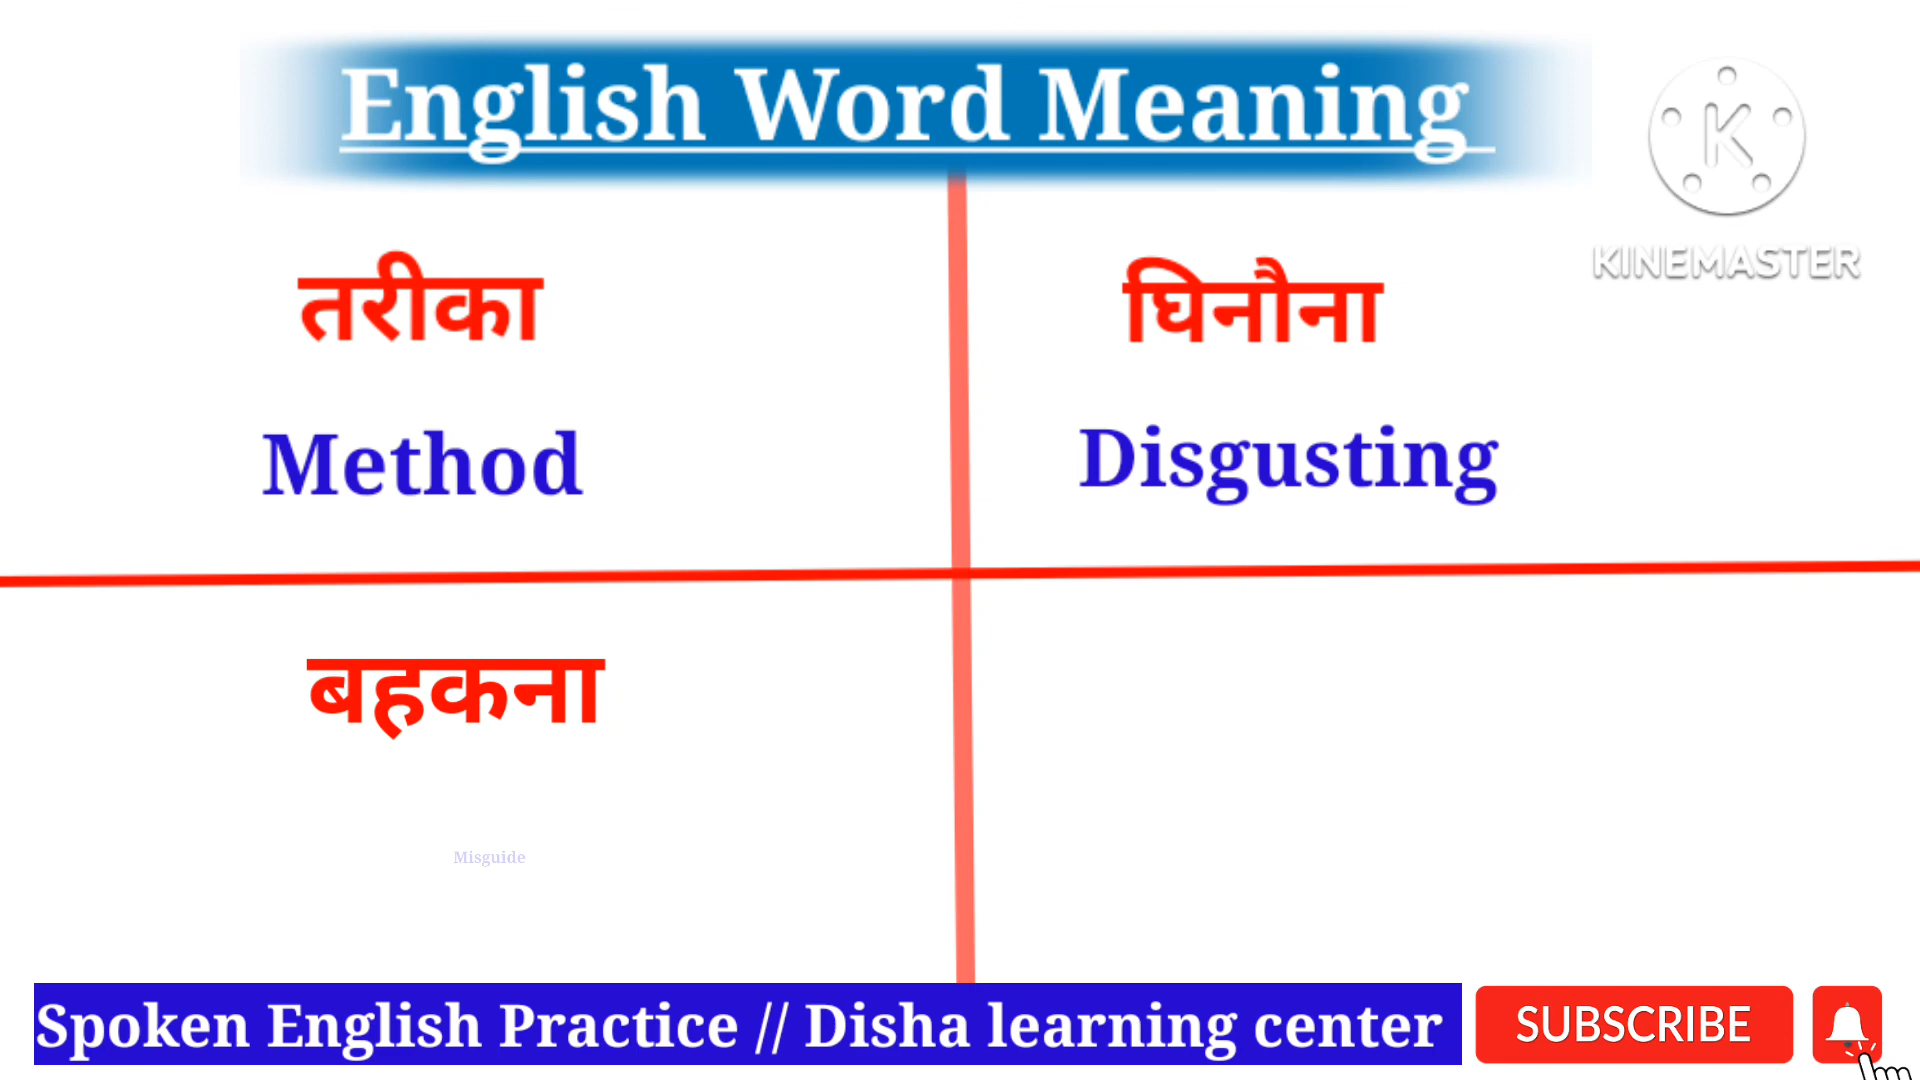 English Word Meaning
KINEMASTER
तरीका
घिनौना
Method
Disgusting
बहकना
Misguide
Spoken English Practice // Disha learning center
SUBSCRIBE